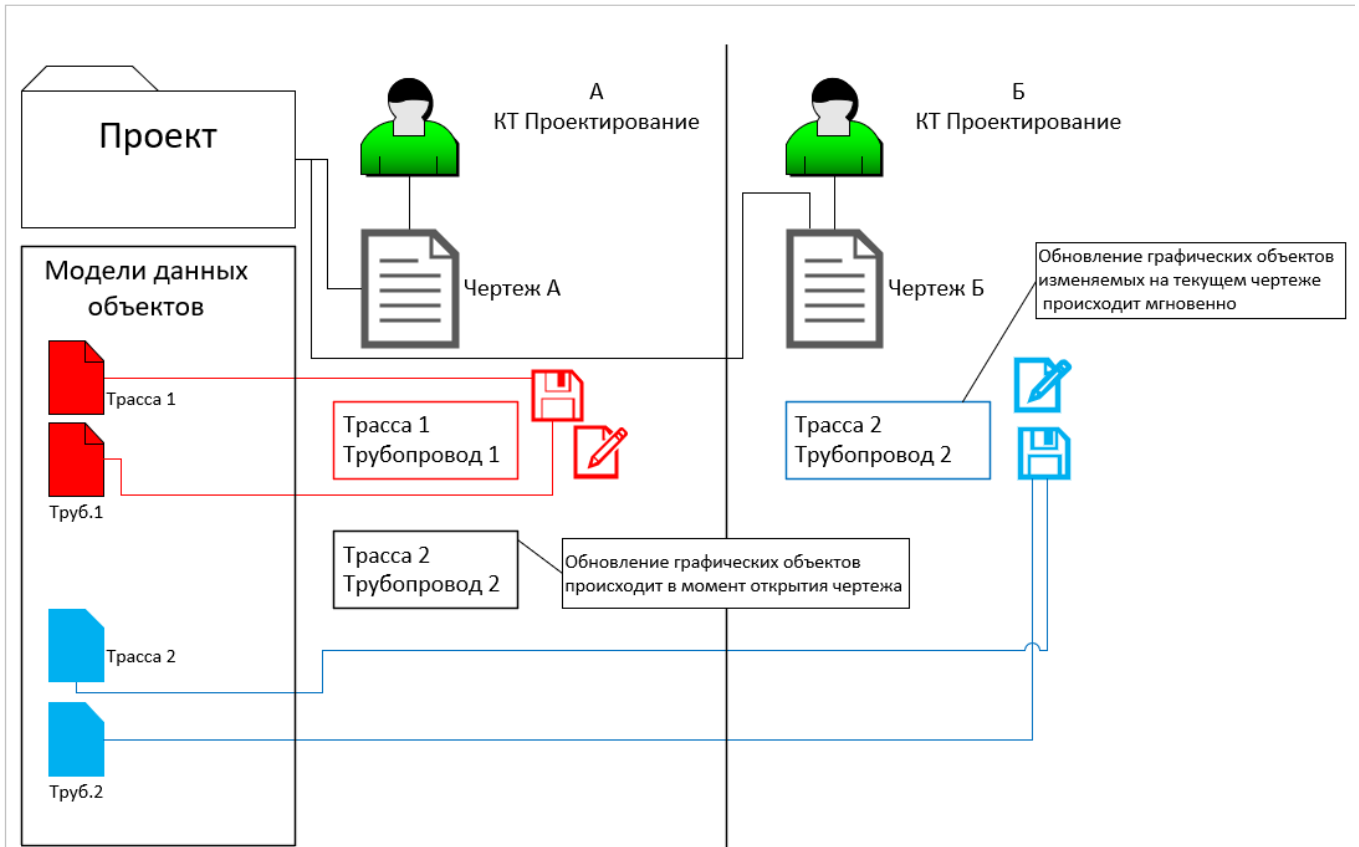 Проект
А
КТ Проектирование
Б
КТ Проектирование
Модели данных
объектов
Чертеж А
Чертеж Б
Обновление графических объектов
изменяемых на текущем чертеже
происходит мгновенно
Трасса 1
Труб.1
Трасса 1
Трубопровод 1
Трасса 2
Трубопровод 2
Трасса 2
Трубопровод 2
Обновление графических объектов
происходит в момент открытия чертежа
Трасса 2
Труб.2